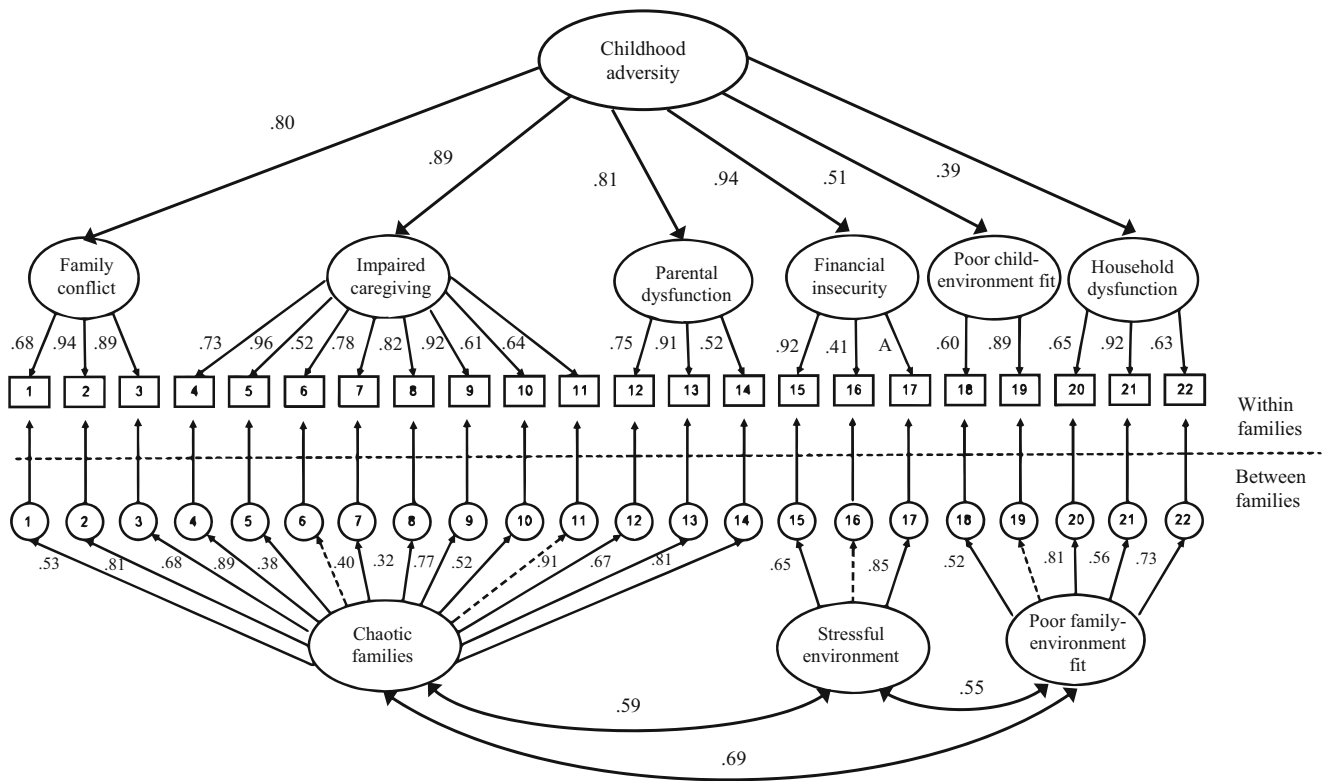 Childhood
adversity
.80
.89
.81
.94
.51
.39
Family
conflict
Impaired
caregiving
Parental
dysfunction
Financial
insecurity
Poor child-
environment fit
Household
dysfunction
.68 .94 .89 .73 .96 .52 .78 .82 .92 .61 .64 .75 .91 .52 .92 .41 A .60 .89 .65 .92 .63
1 2 3 4 5 6 7 8 9 10 11 12 13 14 15 16 17 18 19 20 21 22
Within
families
Between
families
1 2 3 4 5 6 7 8 9 10 11 12 13 14 15 16 17 18 19 20 21 22
.53 .81 .68 .89 .38 .40 .32 .77 .52 .91 .67 .81 .65 .85 .52 .81 .56 .73
Chaotic
families
Stressful
environment
Poor family-
environment
fit
.59
.55
.69